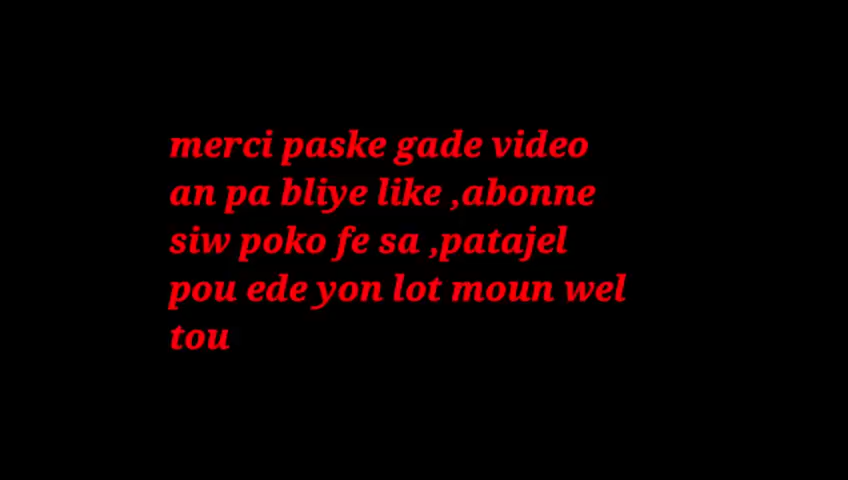 merci paske gade video
an pa bliye like ,abonne
siw poko fe sa ,patajel
pou ede yon lot moun wel
tou